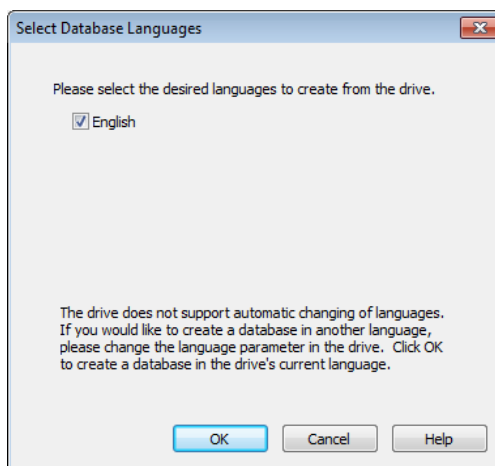 Select Database Languages
Please select the desired languages to create from the drive.
English
The drive does not support automatic changing of languages.
If you would like to create a database in another language,
please change the language parameter in the drive.  Click OK
to create a database in the drive's current language.
OK
Cancel
Help